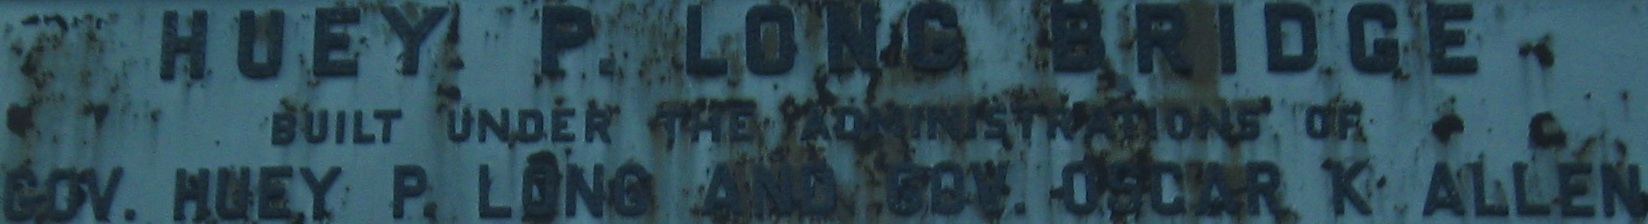 HUEY P. LONG BRIDGE
BUILT UNDER THE ADMINISTRATIONS OF
GOV. HUEY P. LONG AND GOV. OSCAR K ALLEN